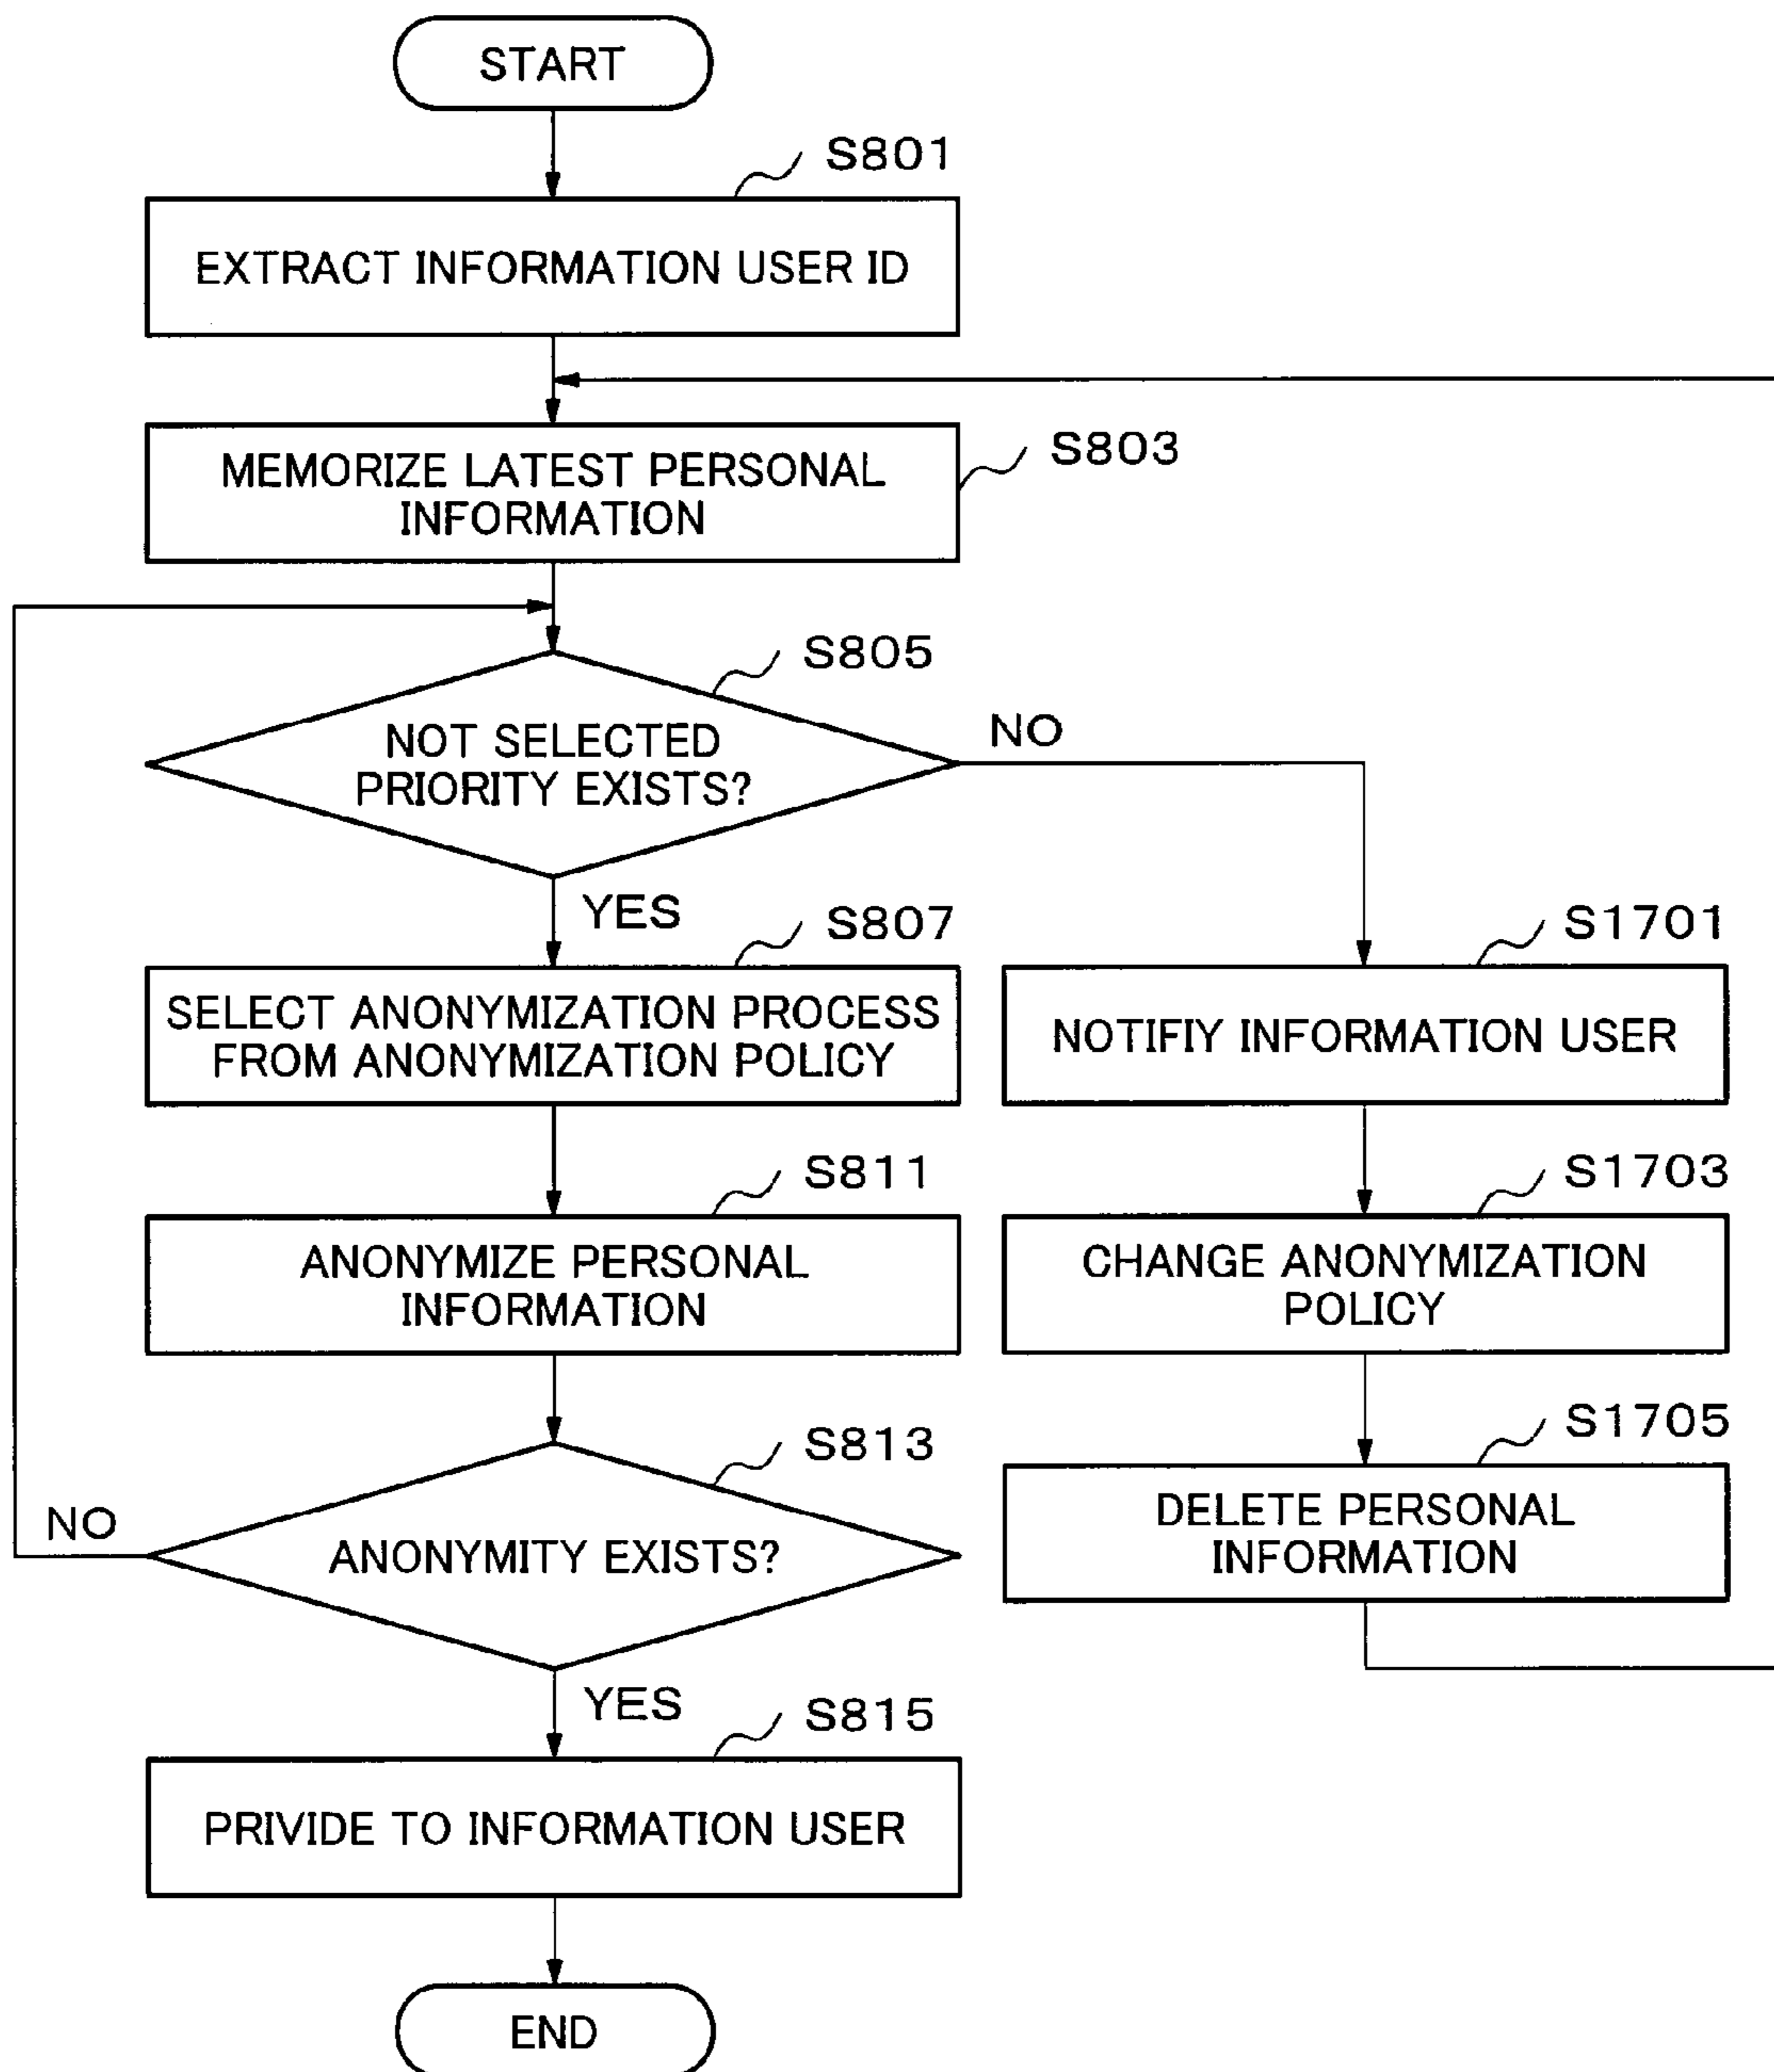 START
S801
EXTRACT INFORMATION USER ID
S803
MEMORIZE LATEST PERSONAL
INFORMATION
S805
NOT SELECTED
PRIORITY EXISTS?
NO
YES
S807
SELECT ANONYMIZATION PROCESS
FROM ANONYMIZATION POLICY
S1701
NOTIFIY INFORMATION USER
S811
ANONYMIZE PERSONAL
INFORMATION
S1703
CHANGE ANONYMIZATION
POLICY
S813
ANONYMITY EXISTS?
NO
YES
S1705
DELETE PERSONAL
INFORMATION
S815
PRIVIDE TO INFORMATION USER
END